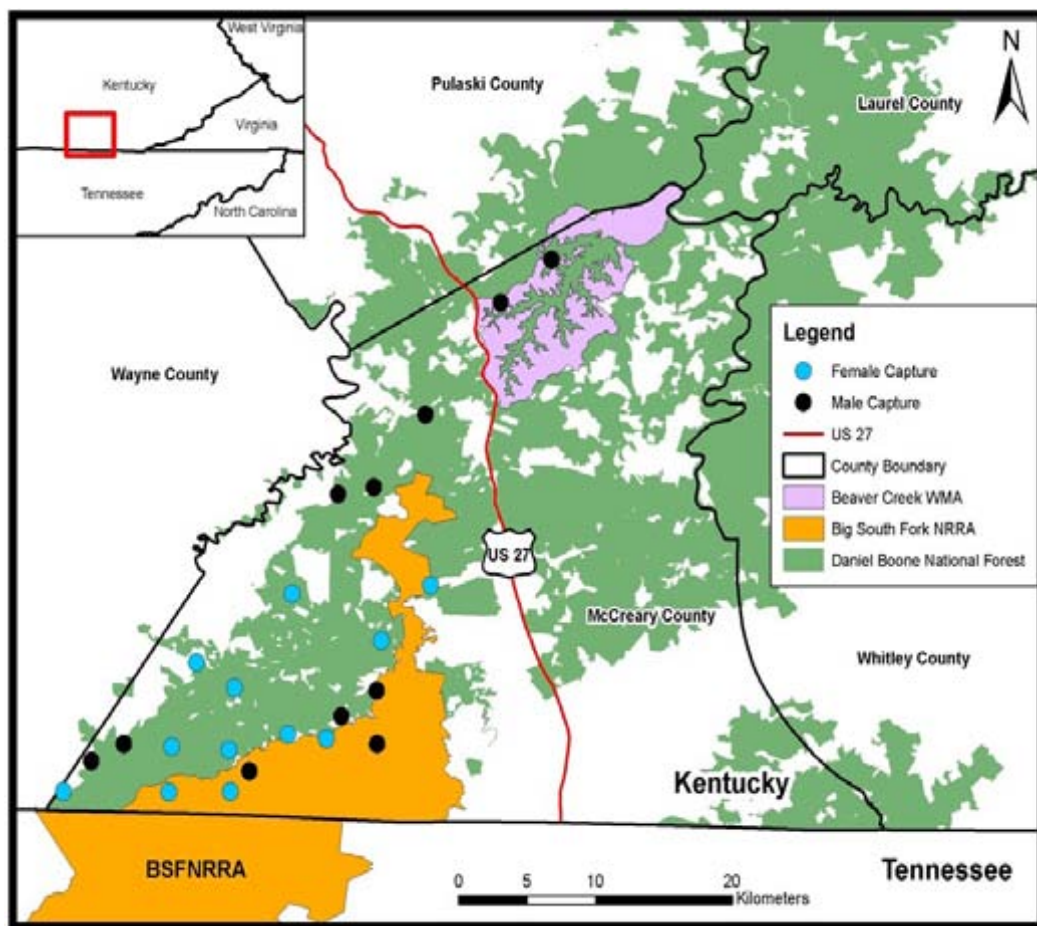 West Virginia
Kentucky
Virginia
Tennessee
North Carolina
Pulaski County
Laurel County
N
Wayne County
Legend
Female Capture
Male Capture
US 27
County Boundary
Beaver Creek WMA
Big South Fork NRRA
Daniel Boone National Forest
US 27
McCreary County
Whitley County
Kentucky
BSFNRRA
Tennessee
0 5 10 20
Kilometers